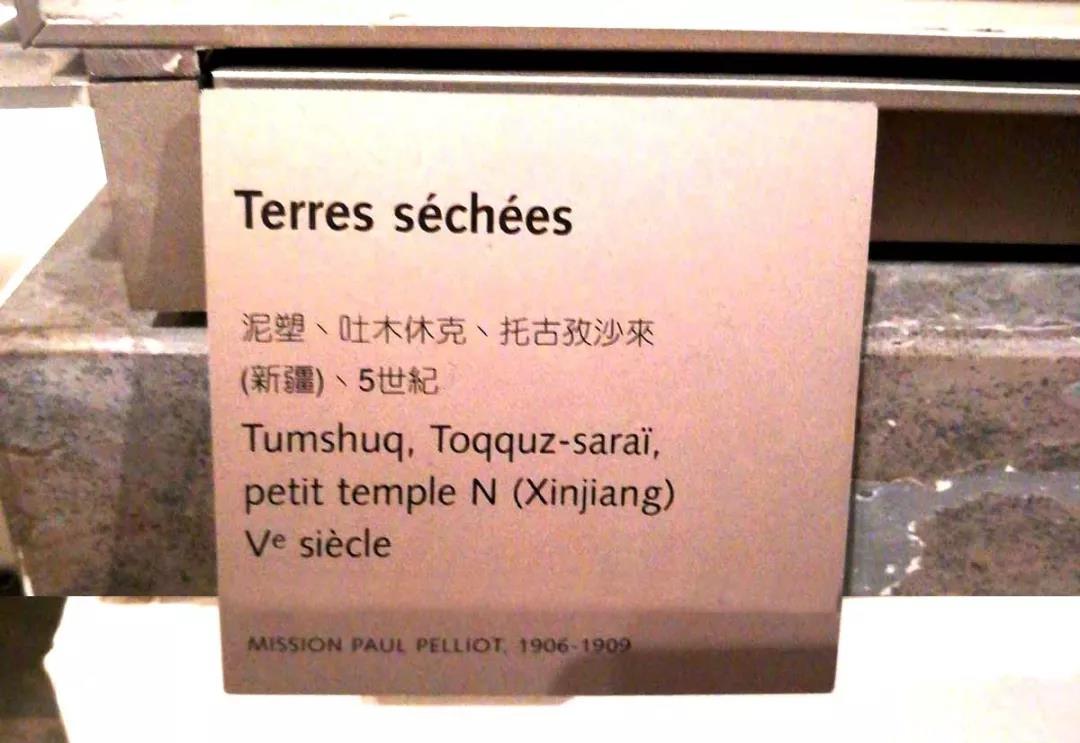 Terres séchées
泥塑、吐木休克、托古孜沙來
(新疆)、5世紀
Tumshuq, Toqquz-saraï,
petit temple N (Xinjiang)
Ve siècle
MISSION PAUL PELLIOT, 1906-1909